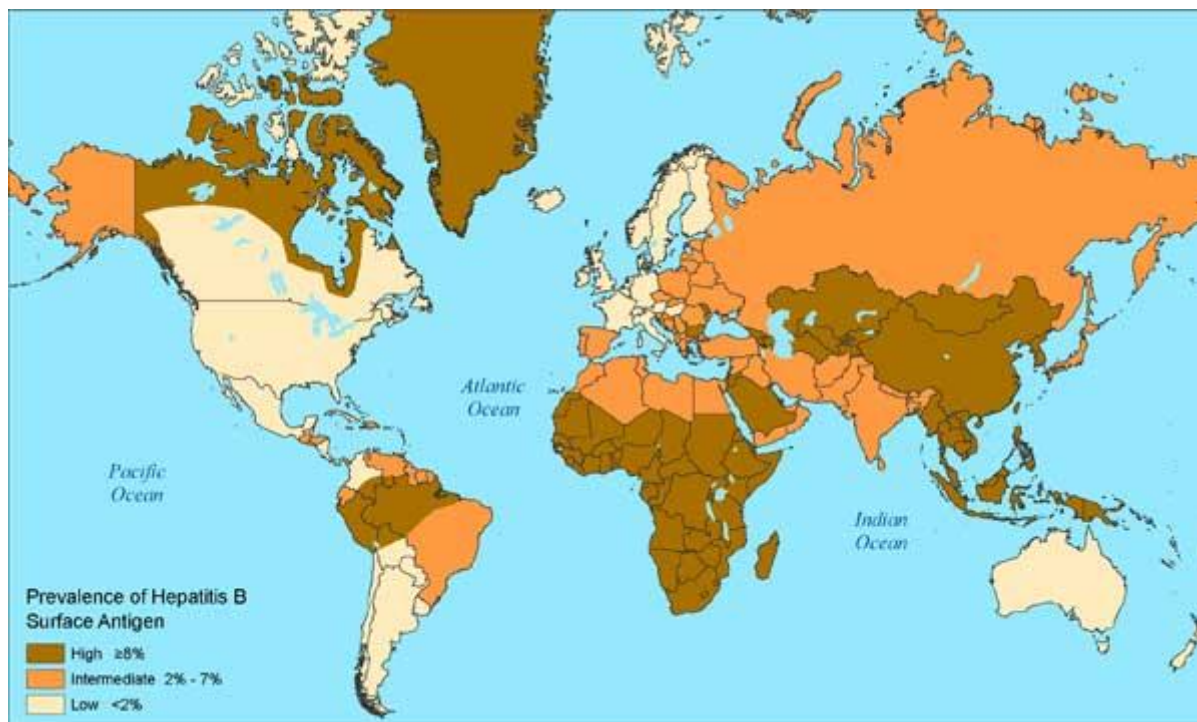 Atlantic
Ocean
Pacific
Ocean
Indian
Ocean
Prevalence of Hepatitis B
Surface Antigen
High ≥8%
Intermediate 2% - 7%
Low <2%